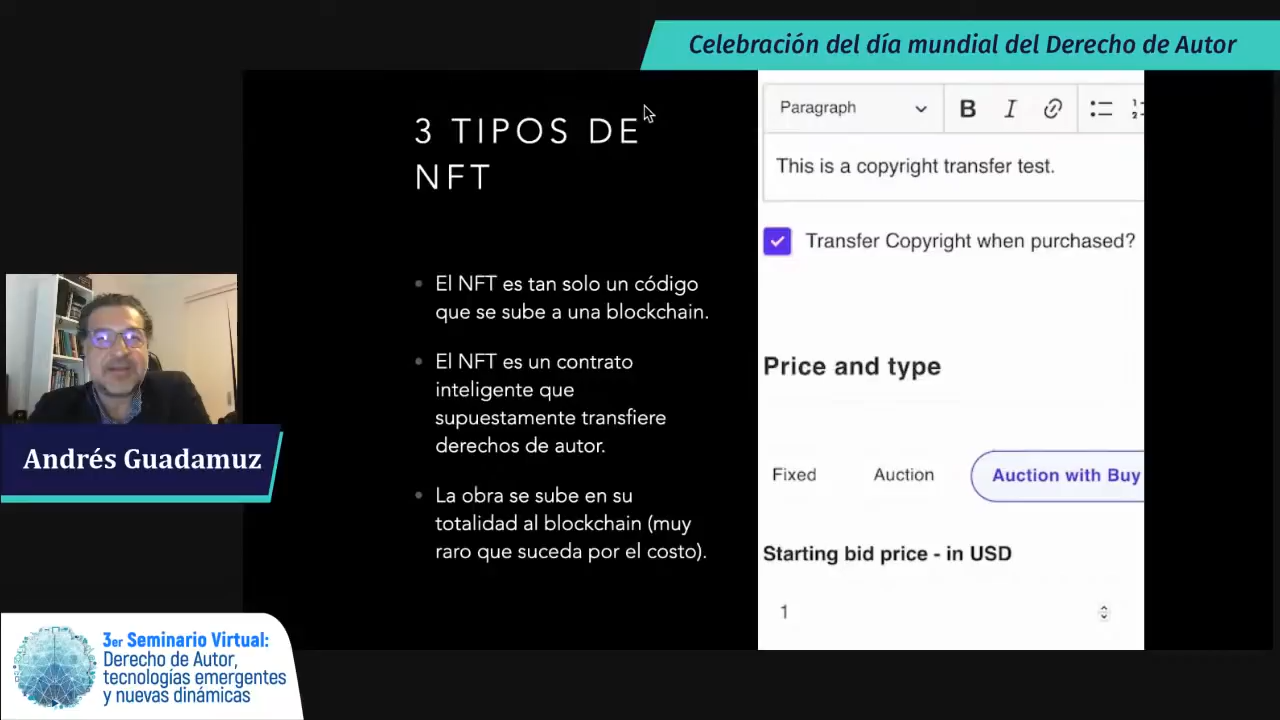 Celebración del día mundial del Derecho de Autor
3 TIPOS DE
NFT
El NFT es tan solo un código
que se sube a una blockchain.
El NFT es un contrato
inteligente que
supuestamente transfiere
derechos de autor.
La obra se sube en su
totalidad al blockchain (muy
raro que suceda por el costo).
Paragraph
B I
This is a copyright transfer test.
Transfer Copyright when purchased?
Price and type
Fixed Auction Auction with Buy
Starting bid price - in USD
1
Andrés Guadamuz
3er Seminario Virtual:
Derecho de Autor,
tecnologías emergentes
y nuevas dinámicas